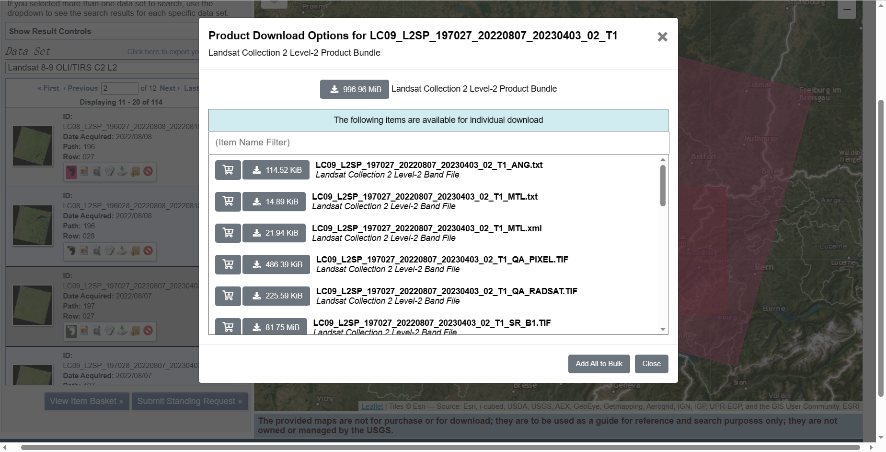 If you selected more than one data set to search, use the
dropdown to see the search results for each specific data set.
Show Result Controls
Data Set
Click here to export yo
Landsat 8-9 OLI/TIRS C2 L2
« First ‹ Previous 2 of 12 Next › Last
Displaying 11 - 20 of 114
ID:
LC09_L2SP_196027_20220808_2022081
Date Acquired: 2022/08/08
Path: 196
Row: 027
ID:
LC09_L2SP_196028_20220808_2022081
Date Acquired: 2022/08/08
Path: 196
Row: 028
ID:
LC09_L2SP_197027_20220807_2023040
Date Acquired: 2022/08/07
Path: 197
Row: 027
ID:
LC09_L2SP_197028_20220807_2023040
Date Acquired: 2022/08/07
View Item Basket »
Submit Standing Request »
Product Download Options for LC09_L2SP_197027_20220807_20230403_02_T1
Landsat Collection 2 Level-2 Product Bundle
996.96 MiB Landsat Collection 2 Level-2 Product Bundle
The following items are available for individual download
(Item Name Filter)
114.52 KiB LC09_L2SP_197027_20220807_20230403_02_T1_ANG.txt
Landsat Collection 2 Level-2 Band File
14.89 KiB LC09_L2SP_197027_20220807_20230403_02_T1_MTL.txt
Landsat Collection 2 Level-2 Band File
21.94 KiB LC09_L2SP_197027_20220807_20230403_02_T1_MTL.xml
Landsat Collection 2 Level-2 Band File
486.39 KiB LC09_L2SP_197027_20220807_20230403_02_T1_QA_PIXEL.TIF
Landsat Collection 2 Level-2 Band File
225.59 KiB LC09_L2SP_197027_20220807_20230403_02_T1_QA_RADSAT.TIF
Landsat Collection 2 Level-2 Band File
81.75 MiB LC09_L2SP_197027_20220807_20230403_02_T1_SR_B1.TIF
Landsat Collection 2 Level-2 Band File
Add All to Bulk
Close
Freiburg im
Breisgau
Bern
Sion
Vichy
Leaflet | Tiles © Esri — Source: Esri, i-cubed, USDA, USGS, AEX, GeoEye, Getmapping, Aerogrid, IGN, IGP, UPR-EGP, and the GIS User Community, ESRI
The provided maps are not for purchase or for download; they are to be used as a guide for reference and search purposes only; they are not
owned or managed by the USGS.